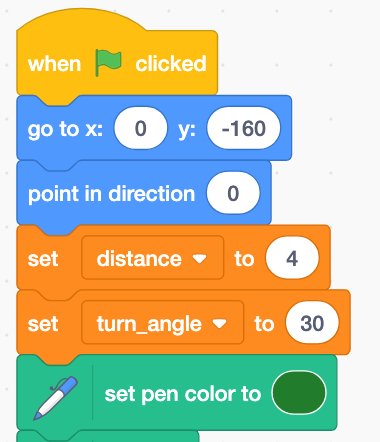 when clicked
go to x: 0 y: -160
point in direction 0
set distance to 4
set turn_angle to 30
set pen color to